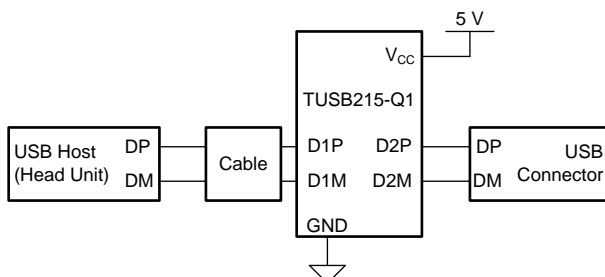 5 V
V_CC
TUSB215-Q1
USB Host
(Head Unit)
DP
DM
Cable
D1P
D1M
D2P
D2M
GND
DP
DM
USB
Connector